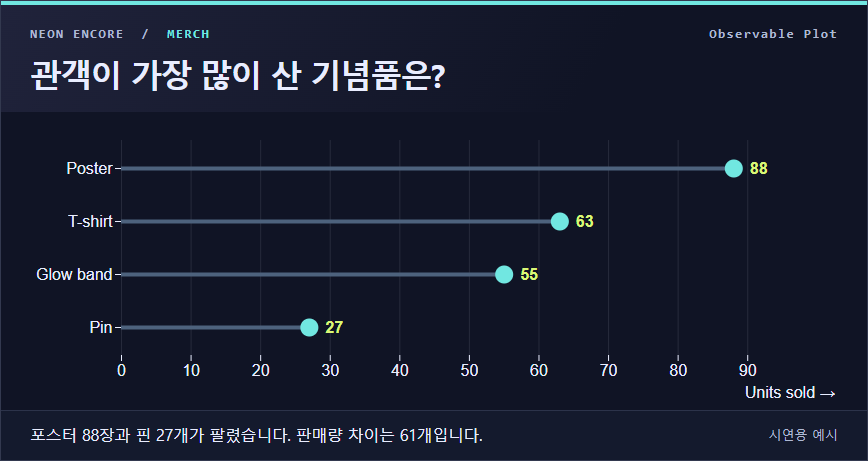 NEON ENCORE / MERCH
Observable Plot
관객이 가장 많이 산 기념품은?
Poster 88
T-shirt 63
Glow band 55
Pin 27
0 10 20 30 40 50 60 70 80 90
Units sold →
포스터 88장과 핀 27개가 팔렸습니다. 판매량 차이는 61개입니다.
시연용 예시